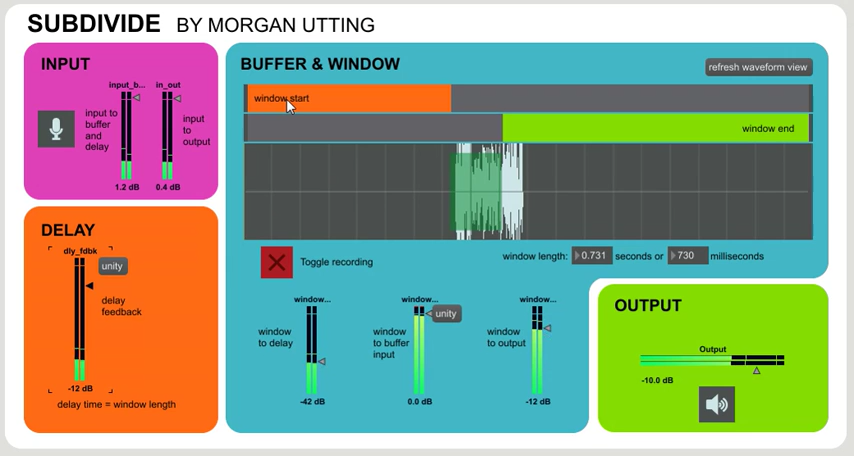 SUBDIVIDE BY MORGAN UTTING
INPUT
input_b...
in_out
input to
buffer
and
delay
input
to
output
1.2 dB
0.4 dB
DELAY
dly_fdbk
unity
delay
feedback
-12 dB
delay time = window length
BUFFER & WINDOW
refresh waveform view
window start
window end
Toggle recording
window length: 0.731 seconds or 730 milliseconds
window...
window
to delay
-42 dB
window...
unity
window
to buffer
input
0.0 dB
window...
window
to output
-12 dB
OUTPUT
Output
-10.0 dB